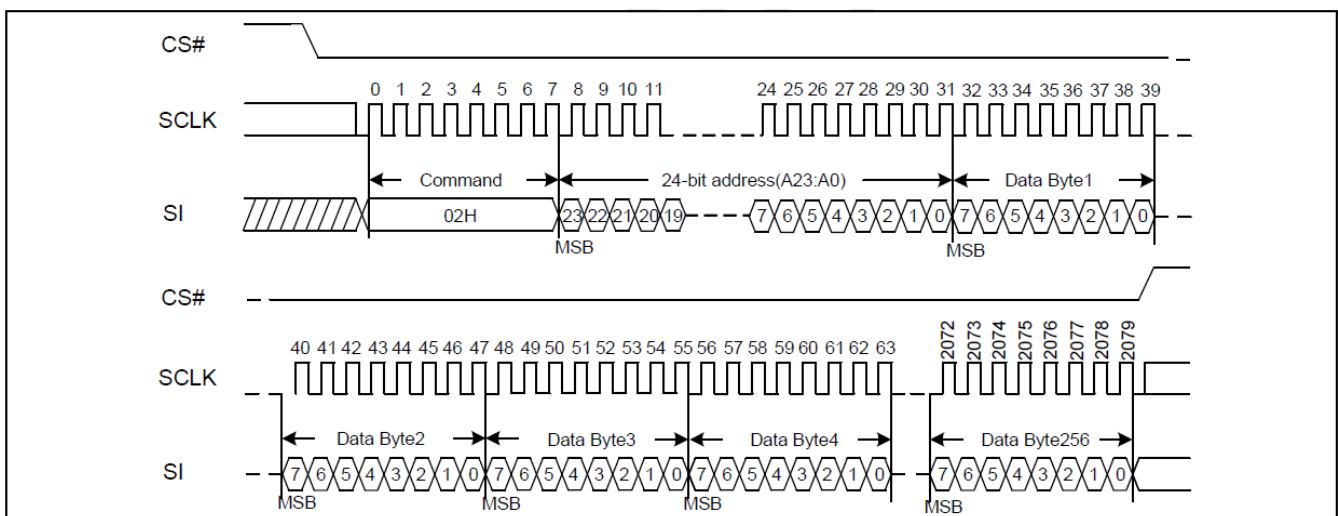 CS#
0 1 2 3 4 5 6 7 8 9 10 11 24 25 26 27 28 29 30 31 32 33 34 35 36 37 38 39
SCLK
Command 24-bit address(A23:A0) Data Byte1
SI 02H 23 22 21 20 19 7 6 5 4 3 2 1 0 7 6 5 4 3 2 1 0
MSB MSB
CS#
40 41 42 43 44 45 46 47 48 49 50 51 52 53 54 55 56 57 58 59 60 61 62 63 2072 2073 2074 2075 2076 2077 2078 2079
SCLK
Data Byte2 Data Byte3 Data Byte4 Data Byte256
SI 7 6 5 4 3 2 1 0 7 6 5 4 3 2 1 0 7 6 5 4 3 2 1 0 7 6 5 4 3 2 1 0
MSB MSB MSB MSB